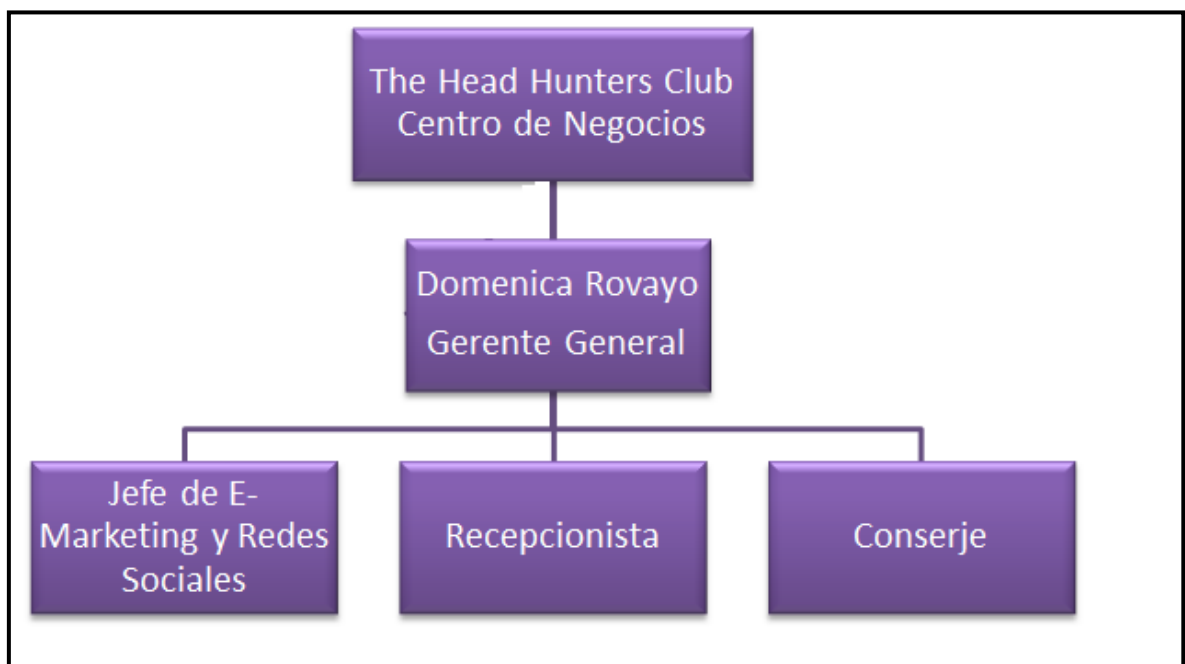 The Head Hunters Club
Centro de Negocios
Domenica Rovayo
Gerente General
Jefe de E-
Marketing y Redes
Sociales
Recepcionista
Conserje